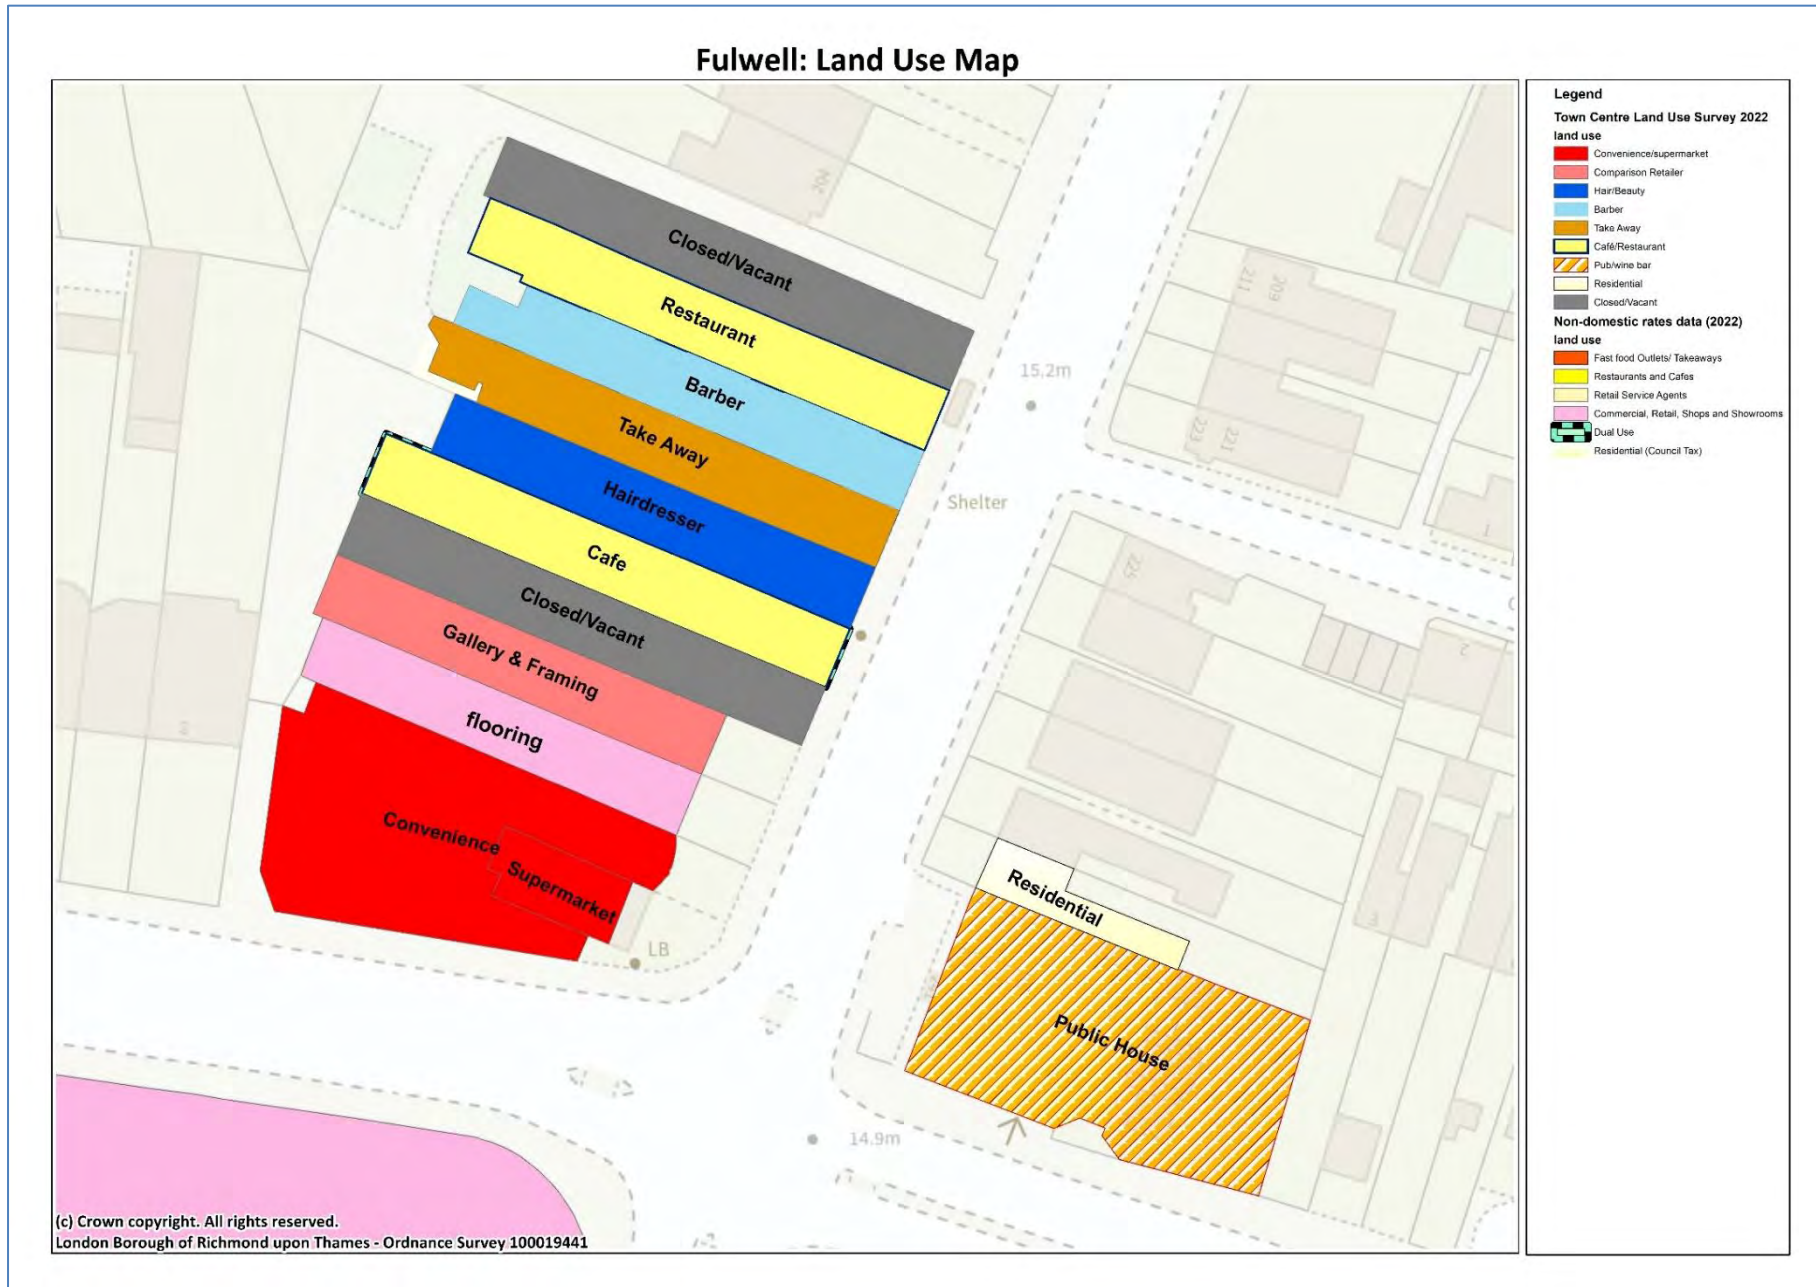 Fulwell: Land Use Map
Closed/Vacant
Restaurant
Barber
Take Away
Hairdresser
Cafe
Closed/Vacant
Gallery & Framing
flooring
Convenience
Supermarket
Residential
Public House
204
15.2m
Shelter
211
209
223
221
225
1
2
LB
14.9m
(c) Crown copyright. All rights reserved.
London Borough of Richmond upon Thames - Ordnance Survey 100019441
Legend
Town Centre Land Use Survey 2022
land use
Convenience/supermarket
Comparison Retailer
Hair/Beauty
Barber
Take Away
Café/Restaurant
Pub/wine bar
Residential
Closed/Vacant
Non-domestic rates data (2022)
land use
Fast food Outlets/ Takeaways
Restaurants and Cafes
Retail Service Agents
Commercial, Retail, Shops and Showrooms
Dual Use
Residential (Council Tax)